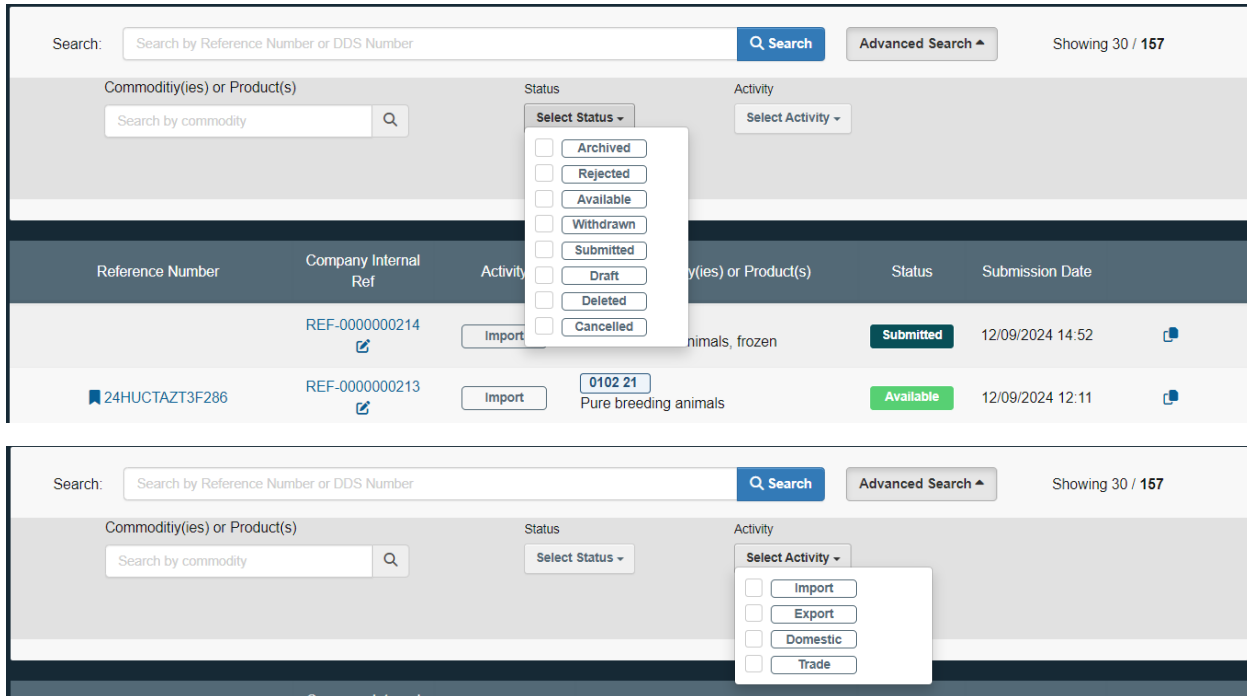 Search: Search by Reference Number or DDS Number Search Advanced Search Showing 30 / 157
Commoditiy(ies) or Product(s) Status Activity
Search by commodity Select Status Select Activity
Archived
Rejected
Available
Withdrawn
Submitted
Draft
Deleted
Cancelled
Reference Number Company Internal Ref Activity y(ies) or Product(s) Status Submission Date
REF-0000000214 Import nimals, frozen Submitted 12/09/2024 14:52
24HUCTAZT3F286 REF-0000000213 Import 0102 21 Available 12/09/2024 12:11
Pure breeding animals
Search: Search by Reference Number or DDS Number Search Advanced Search Showing 30 / 157
Commoditiy(ies) or Product(s) Status Activity
Search by commodity Select Status Select Activity
Import
Export
Domestic
Trade